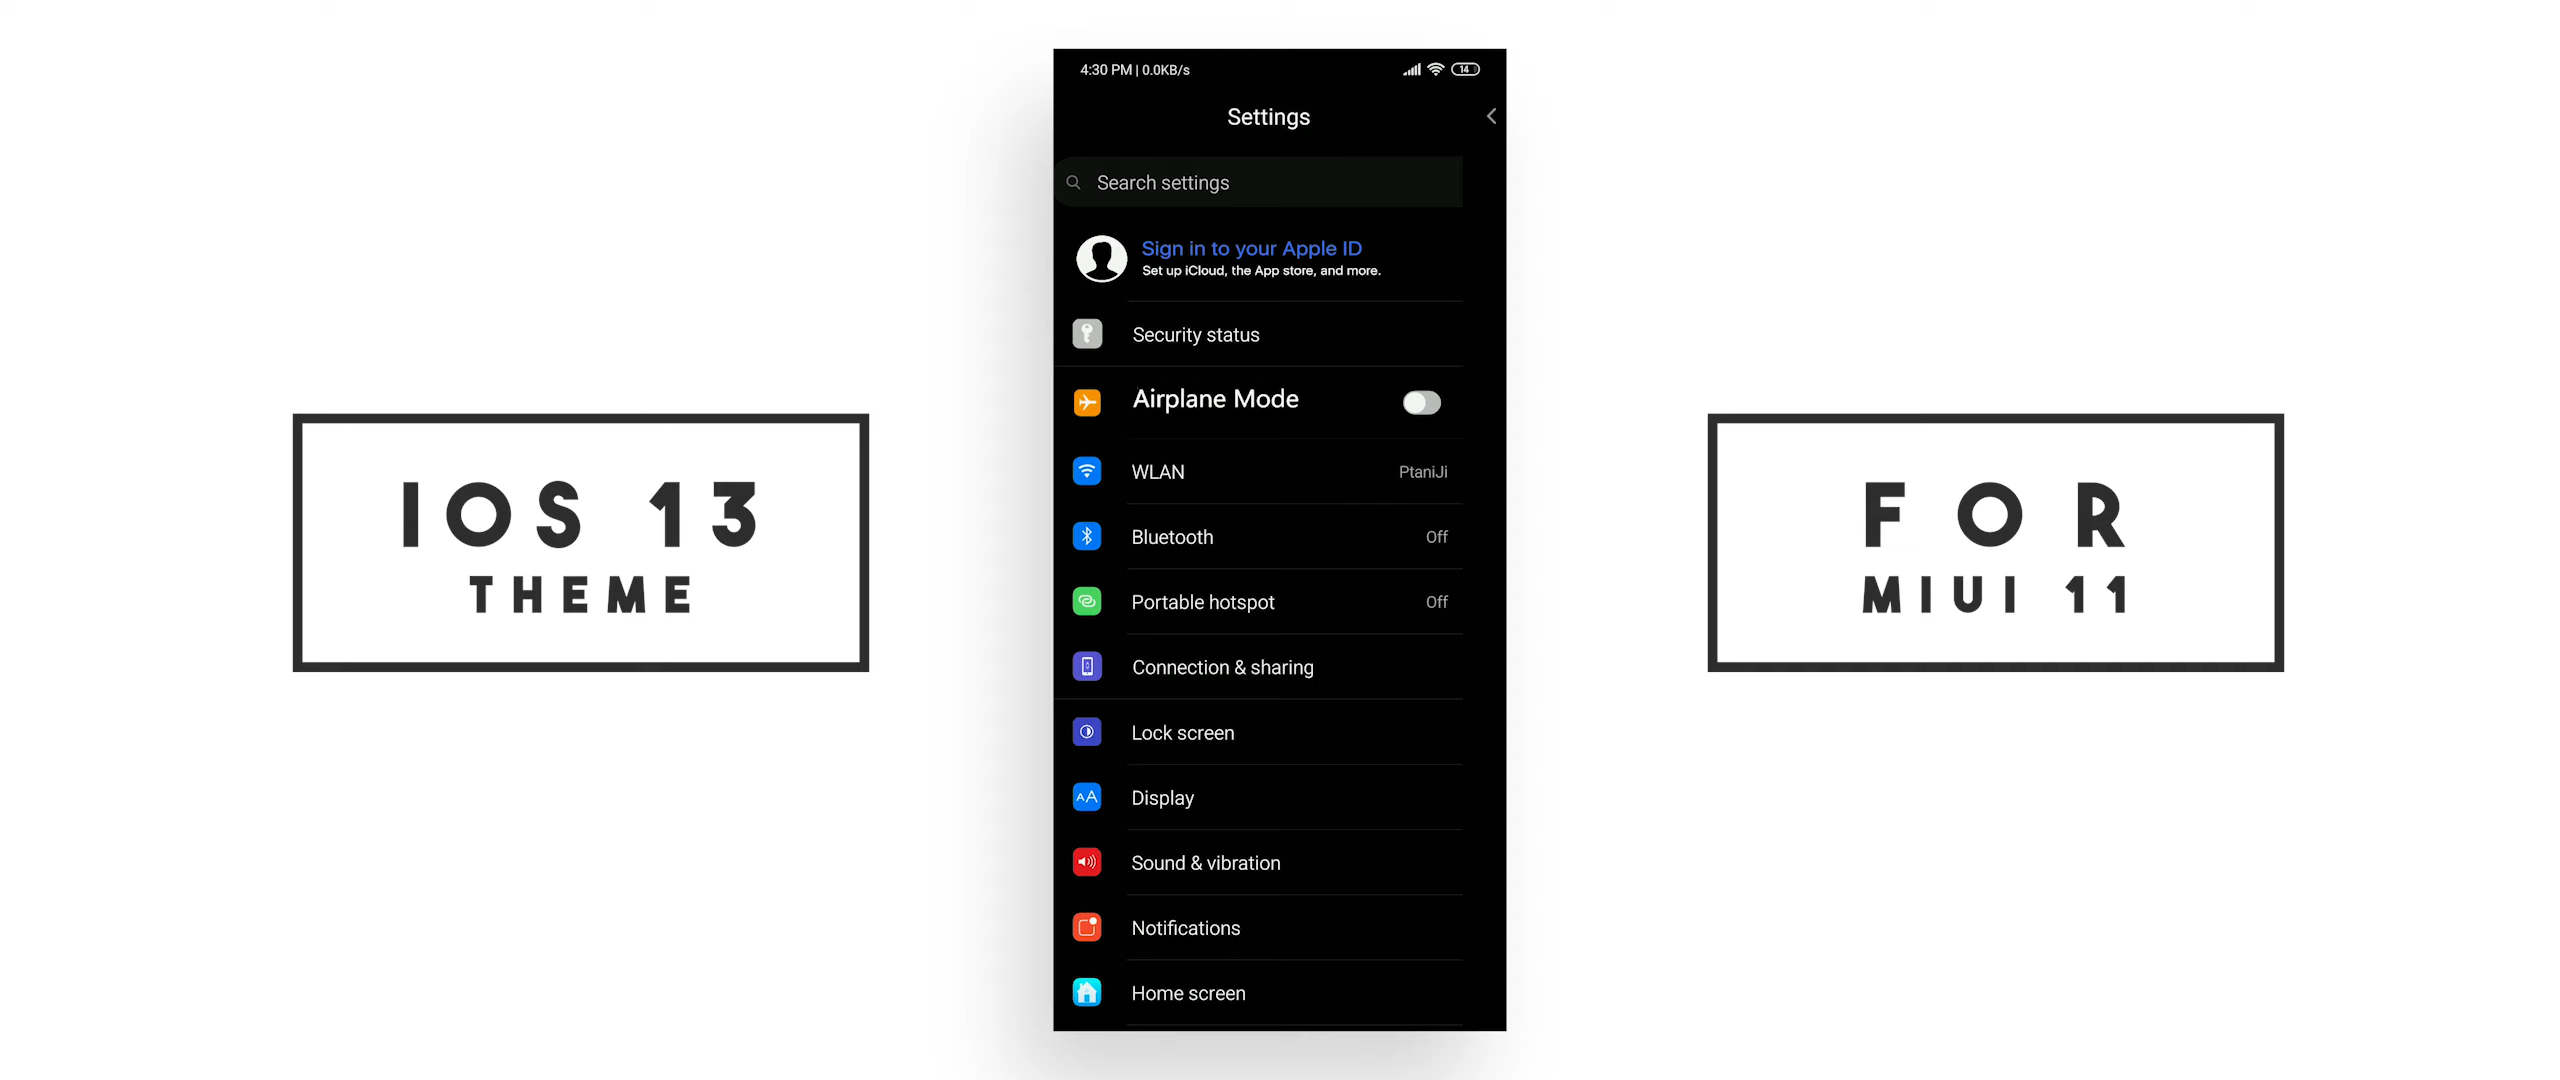 4:30 PM | 0.0KB/s 14
Settings
Search settings
Sign in to your Apple ID
Set up iCloud, the App store, and more.
Security status
Airplane Mode
WLAN PtaniJi
Bluetooth Off
Portable hotspot Off
Connection & sharing
Lock screen
AA Display
Sound & vibration
Notifications
Home screen
IOS 13
THEME
FOR
MIUI 11